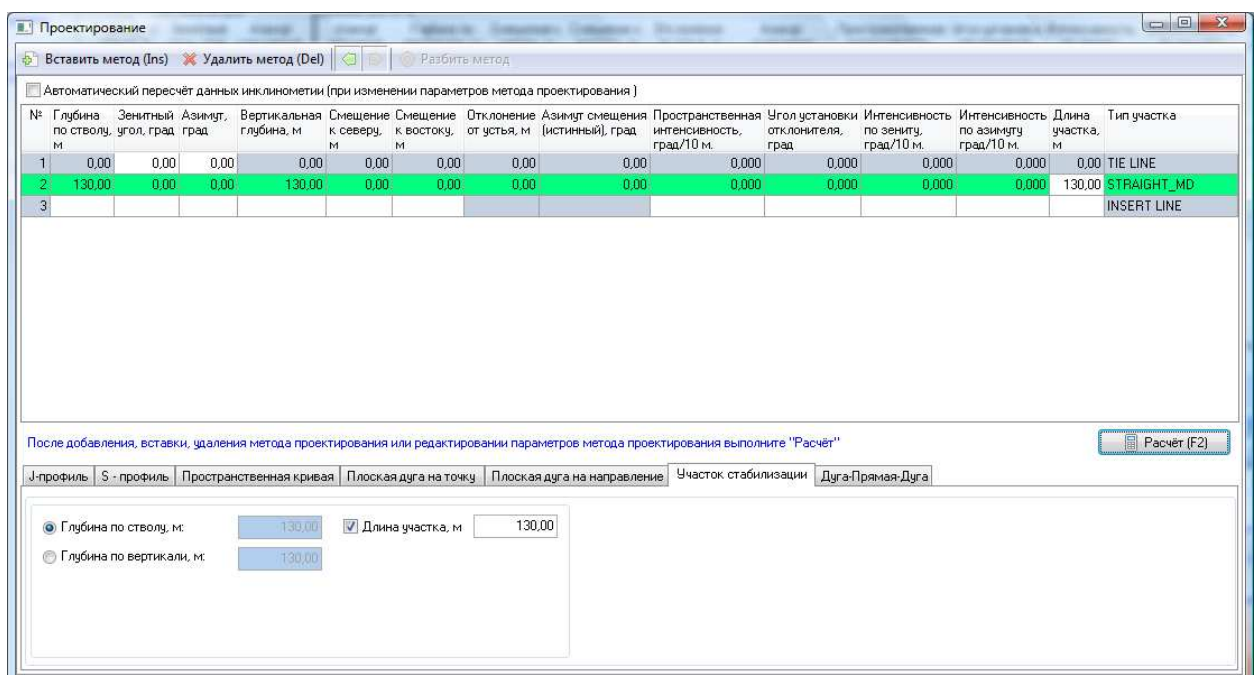 Проектирование
Вставить метод (Ins) Удалить метод (Del) Разбить метод
Автоматический пересчёт данных инклинометии (при изменении параметров метода проектирования )
№ Глубина по стволу, м Зенитный угол, град Азимут, град Вертикальная глубина, м Смещение к северу, м Смещение к востоку, м Отклонение от устья, м Азимут смещения (истинный), град Пространственная интенсивность, град/10 м. Угол установки отклонителя, град Интенсивность по зениту, град/10 м. Интенсивность по азимуту град/10 м. Длина участка, м Тип участка
1 0,00 0,00 0,00 0,00 0,00 0,00 0,00 0,00 0,000 0,000 0,000 0,000 0,00 TIE LINE
2 130,00 0,00 0,00 130,00 0,00 0,00 0,00 0,00 0,000 0,000 0,000 0,000 130,00 STRAIGHT_MD
3 INSERT LINE
После добавления, вставки, удаления метода проектирования или редактировании параметров метода проектирования выполните "Расчёт"
Расчёт (F2)
J-профиль S - профиль Пространственная кривая Плоская дуга на точку Плоская дуга на направление Участок стабилизации Дуга-Прямая-Дуга
Глубина по стволу, м: 130,00 Длина участка, м 130,00
Глубина по вертикали, м: 130,00